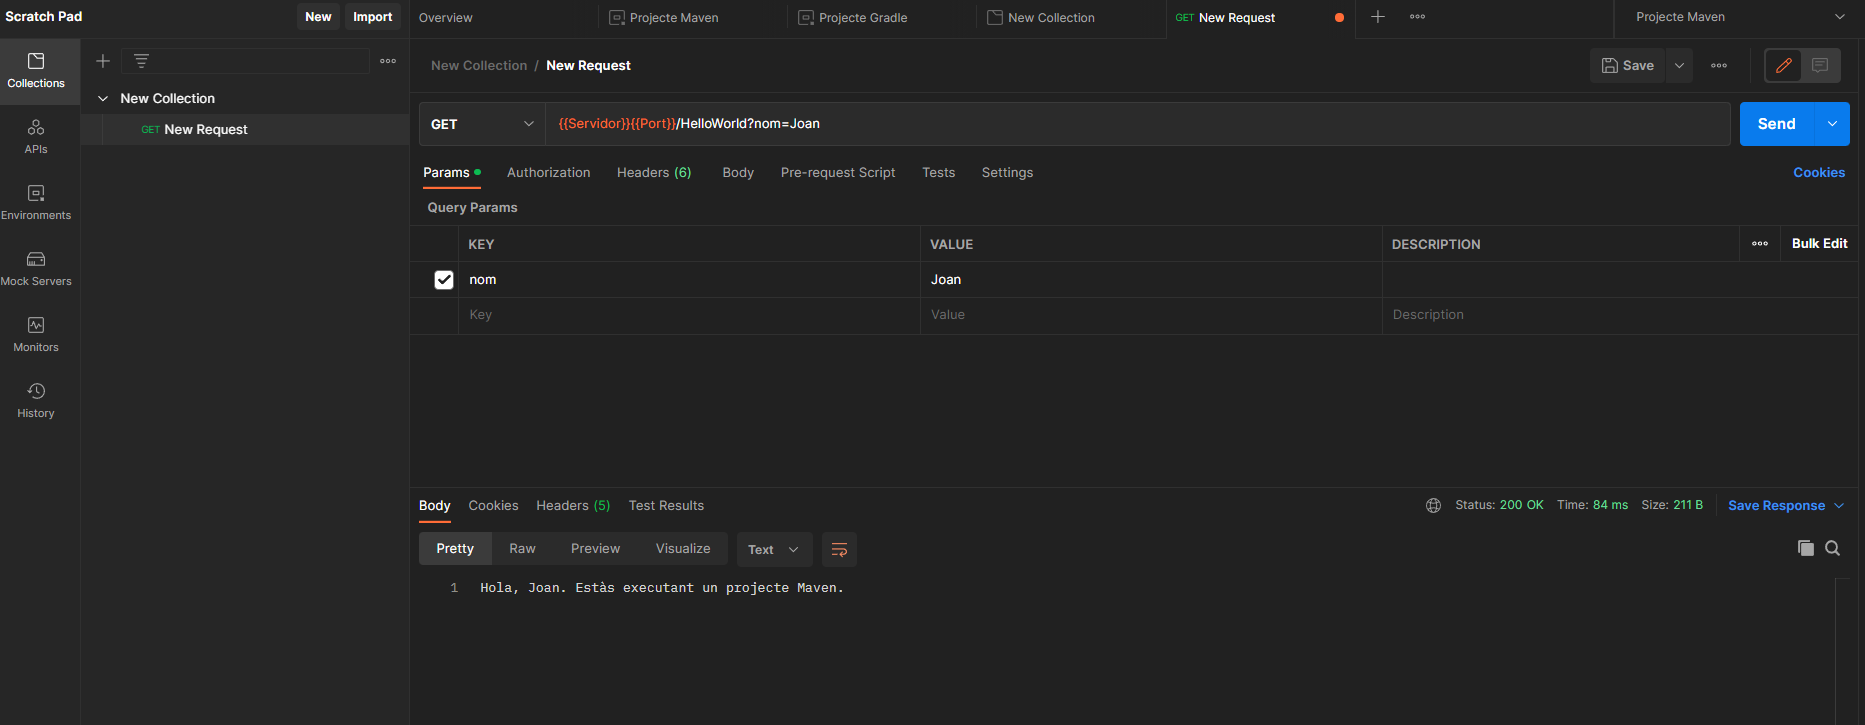 Scratch Pad
New
Import
Overview
Projecte Maven
Projecte Gradle
New Collection
GET New Request
Projecte Maven
Collections
APIs
Environments
Mock Servers
Monitors
History
New Collection
GET New Request
New Collection / New Request
Save
GET
{{Servidor}}{{Port}}/HelloWorld?nom=Joan
Send
Params
Authorization
Headers (6)
Body
Pre-request Script
Tests
Settings
Cookies
Query Params
KEY
VALUE
DESCRIPTION
Bulk Edit
nom
Joan
Key
Value
Description
Body
Cookies
Headers (5)
Test Results
Status: 200 OK
Time: 84 ms
Size: 211 B
Save Response
Pretty
Raw
Preview
Visualize
Text
1 Hola, Joan. Estàs executant un projecte Maven.